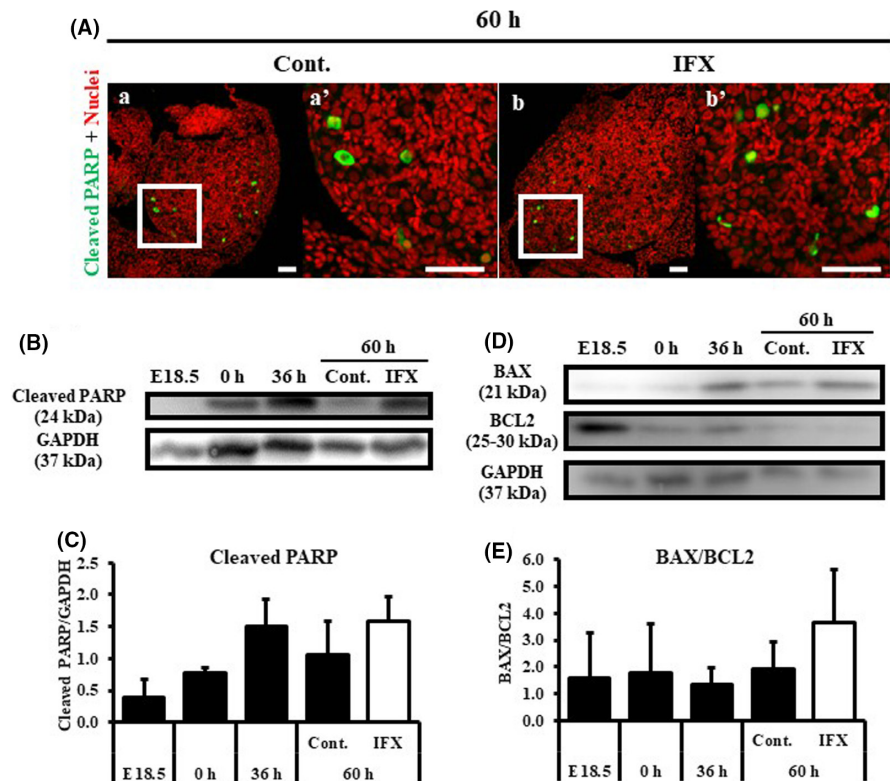 (A)
60 h
Cont. IFX
Cleaved PARP + Nuclei
a a' b b'
(B)
60 h
E18.5 0 h 36 h Cont. IFX
Cleaved PARP
(24 kDa)
GAPDH
(37 kDa)
(C)
Cleaved PARP
Cleaved PARP/GAPDH
2.5
2.0
1.5
1.0
0.5
0.0
Cont. IFX
E18.5 0 h 36 h 60 h
(D)
60 h
E18.5 0 h 36 h Cont. IFX
BAX
(21 kDa)
BCL2
(25-30 kDa)
GAPDH
(37 kDa)
(E)
BAX/BCL2
BAX/BCL2
6.0
5.0
4.0
3.0
2.0
1.0
0.0
Cont. IFX
E18.5 0 h 36 h 60 h